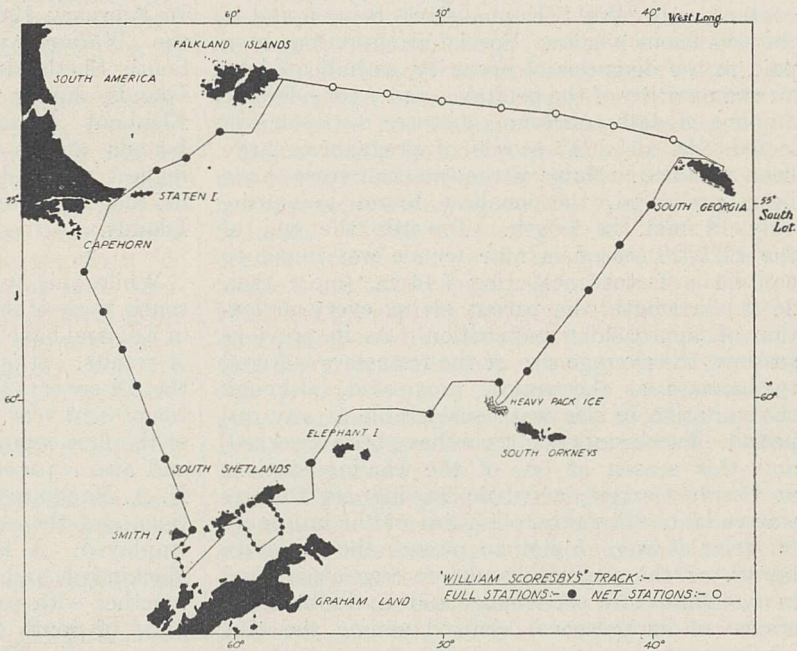 60° 50° 40° West Long.
FALKLAND ISLANDS
SOUTH AMERICA
STATEN I
55° SOUTH GEORGIA 55°
South Lat.
CAPEHORN
60° 60°
HEAVY PACK ICE
ELEPHANT I
SOUTH ORKNEYS
SOUTH SHETLANDS
SMITH I
"WILLIAM SCORESBYS" TRACK:-
FULL STATIONS:- ● NET STATIONS:- ○
GRAHAM LAND
60° 50° 40°